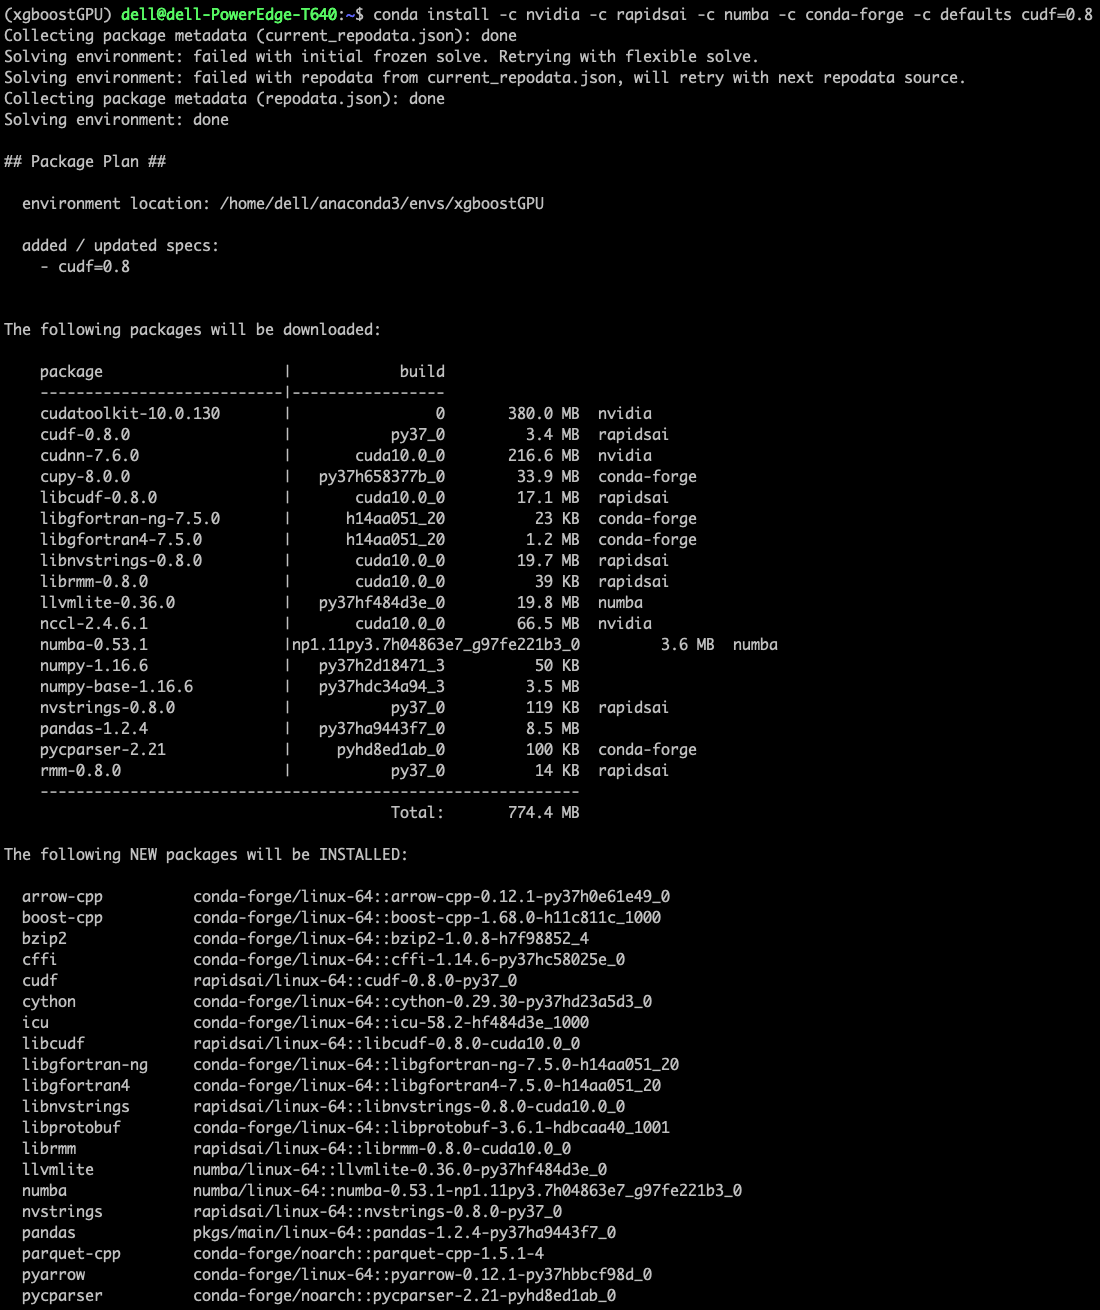 (xgboostGPU) dell@dell-PowerEdge-T640:~$ conda install -c nvidia -c rapidsai -c numba -c conda-forge -c defaults cudf=0.8
Collecting package metadata (current_repodata.json): done
Solving environment: failed with initial frozen solve. Retrying with flexible solve.
Solving environment: failed with repodata from current_repodata.json, will retry with next repodata source.
Collecting package metadata (repodata.json): done
Solving environment: done

## Package Plan ##

  environment location: /home/dell/anaconda3/envs/xgboostGPU

  added / updated specs:
    - cudf=0.8


The following packages will be downloaded:

    package                    |            build
    ---------------------------|-----------------
    cudatoolkit-10.0.130       |                0       380.0 MB  nvidia
    cudf-0.8.0                 |           py37_0         3.4 MB  rapidsai
    cudnn-7.6.0                |       cuda10.0_0       216.6 MB  nvidia
    cupy-8.0.0                 |   py37h658377b_0        33.9 MB  conda-forge
    libcudf-0.8.0              |       cuda10.0_0        17.1 MB  rapidsai
    libgfortran-ng-7.5.0       |      h14aa051_20          23 KB  conda-forge
    libgfortran4-7.5.0         |      h14aa051_20         1.2 MB  conda-forge
    libnvstrings-0.8.0         |       cuda10.0_0        19.7 MB  rapidsai
    librmm-0.8.0               |       cuda10.0_0          39 KB  rapidsai
    llvmlite-0.36.0            |   py37hf484d3e_0        19.8 MB  numba
    nccl-2.4.6.1               |       cuda10.0_0        66.5 MB  nvidia
    numba-0.53.1               |np1.11py3.7h04863e7_g97fe221b3_0         3.6 MB  numba
    numpy-1.16.6               |   py37h2d18471_3          50 KB
    numpy-base-1.16.6          |   py37hdc34a94_3         3.5 MB
    nvstrings-0.8.0            |           py37_0         119 KB  rapidsai
    pandas-1.2.4               |   py37ha9443f7_0         8.5 MB
    pycparser-2.21             |     pyhd8ed1ab_0         100 KB  conda-forge
    rmm-0.8.0                  |           py37_0          14 KB  rapidsai
    ------------------------------------------------------------
                                           Total:       774.4 MB

The following NEW packages will be INSTALLED:

  arrow-cpp          conda-forge/linux-64::arrow-cpp-0.12.1-py37h0e61e49_0
  boost-cpp          conda-forge/linux-64::boost-cpp-1.68.0-h11c811c_1000
  bzip2              conda-forge/linux-64::bzip2-1.0.8-h7f98852_4
  cffi               conda-forge/linux-64::cffi-1.14.6-py37hc58025e_0
  cudf               rapidsai/linux-64::cudf-0.8.0-py37_0
  cython             conda-forge/linux-64::cython-0.29.30-py37hd23a5d3_0
  icu                conda-forge/linux-64::icu-58.2-hf484d3e_1000
  libcudf            rapidsai/linux-64::libcudf-0.8.0-cuda10.0_0
  libgfortran-ng     conda-forge/linux-64::libgfortran-ng-7.5.0-h14aa051_20
  libgfortran4       conda-forge/linux-64::libgfortran4-7.5.0-h14aa051_20
  libnvstrings       rapidsai/linux-64::libnvstrings-0.8.0-cuda10.0_0
  libprotobuf        conda-forge/linux-64::libprotobuf-3.6.1-hdbcaa40_1001
  librmm             rapidsai/linux-64::librmm-0.8.0-cuda10.0_0
  llvmlite           numba/linux-64::llvmlite-0.36.0-py37hf484d3e_0
  numba              numba/linux-64::numba-0.53.1-np1.11py3.7h04863e7_g97fe221b3_0
  nvstrings          rapidsai/linux-64::nvstrings-0.8.0-py37_0
  pandas             pkgs/main/linux-64::pandas-1.2.4-py37ha9443f7_0
  parquet-cpp        conda-forge/noarch::parquet-cpp-1.5.1-4
  pyarrow            conda-forge/linux-64::pyarrow-0.12.1-py37hbbcf98d_0
  pycparser          conda-forge/noarch::pycparser-2.21-pyhd8ed1ab_0